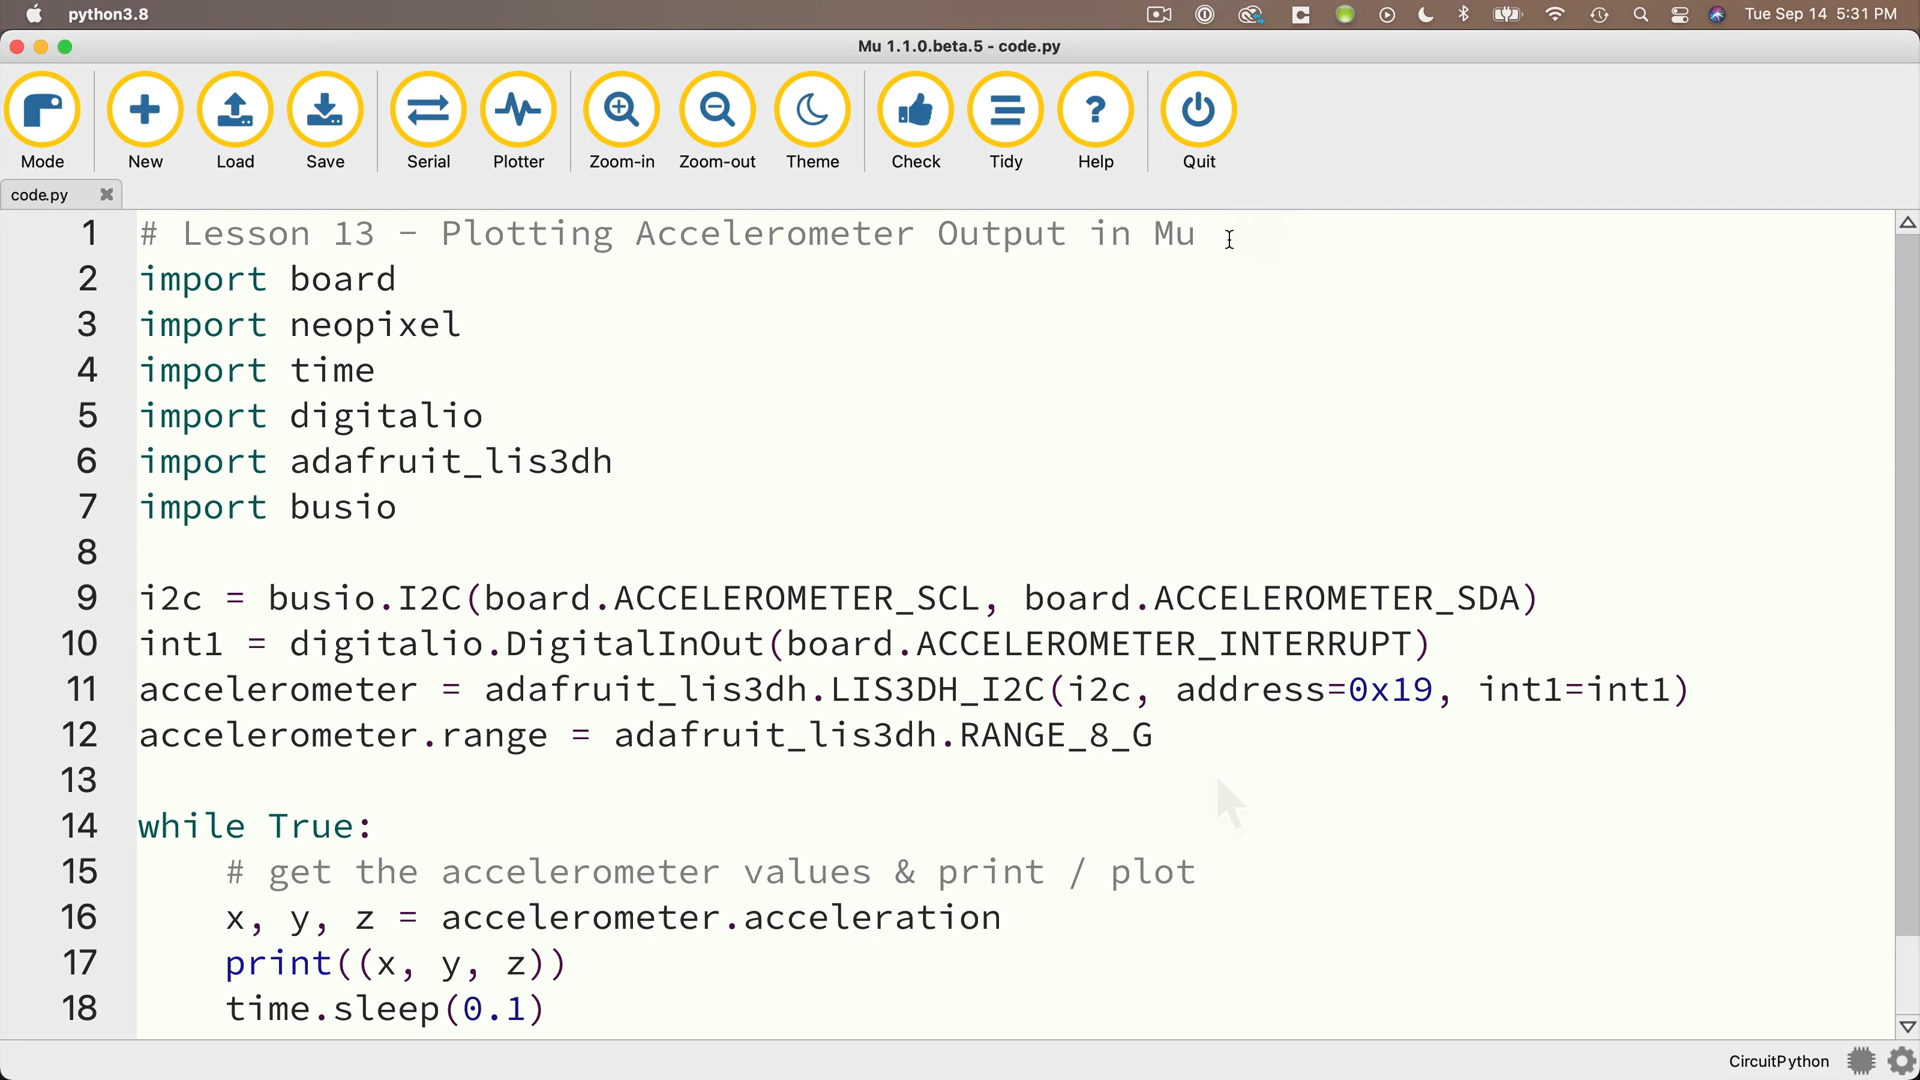 python3.8
Tue Sep 14 5:31 PM
Mu 1.1.0.beta.5 - code.py
Mode New Load Save Serial Plotter Zoom-in Zoom-out Theme Check Tidy Help Quit
code.py
1 # Lesson 13 - Plotting Accelerometer Output in Mu
2 import board
3 import neopixel
4 import time
5 import digitalio
6 import adafruit_lis3dh
7 import busio
8
9 i2c = busio.I2C(board.ACCELEROMETER_SCL, board.ACCELEROMETER_SDA)
10 int1 = digitalio.DigitalInOut(board.ACCELEROMETER_INTERRUPT)
11 accelerometer = adafruit_lis3dh.LIS3DH_I2C(i2c, address=0x19, int1=int1)
12 accelerometer.range = adafruit_lis3dh.RANGE_8_G
13
14 while True:
15     # get the accelerometer values & print / plot
16     x, y, z = accelerometer.acceleration
17     print((x, y, z))
18     time.sleep(0.1)
CircuitPython